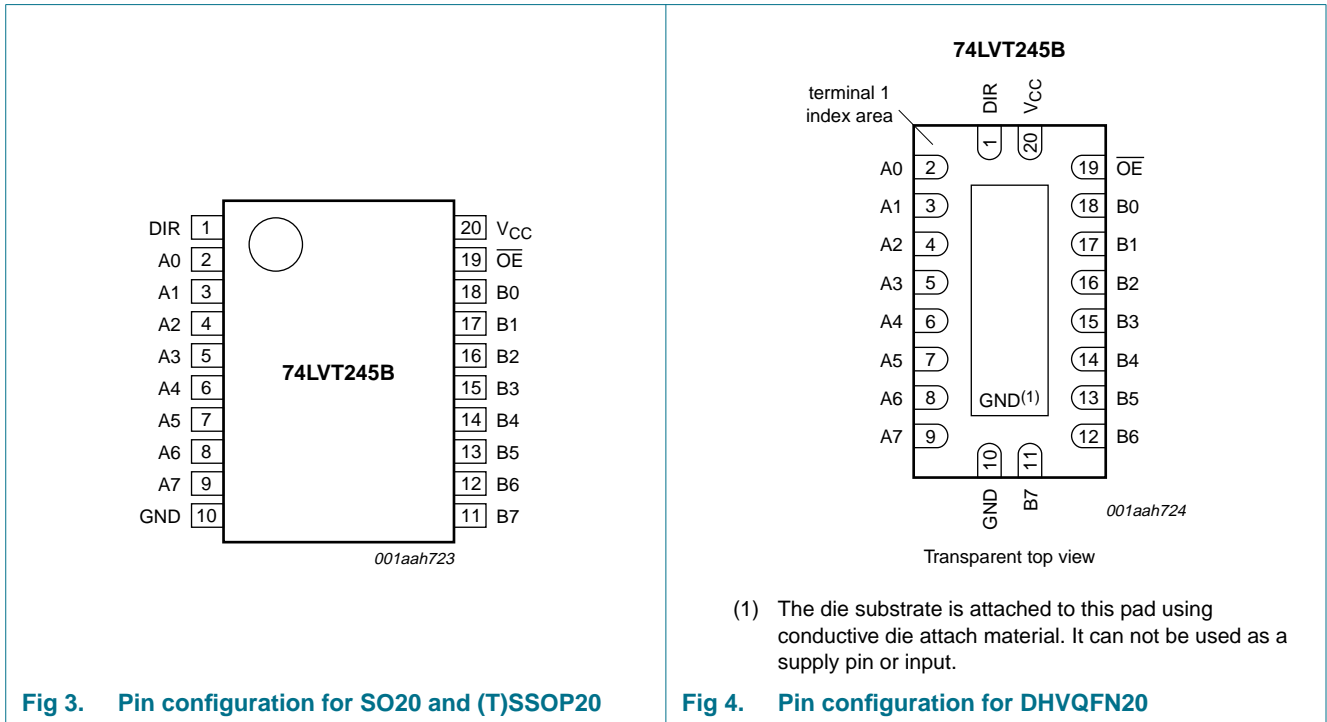 DIR 1
A0 2
A1 3
A2 4
A3 5
A4 6
A5 7
A6 8
A7 9
GND 10
74LVT245B
20 VCC
19 OE
18 B0
17 B1
16 B2
15 B3
14 B4
13 B5
12 B6
11 B7
001aah723
Fig 3. Pin configuration for SO20 and (T)SSOP20
74LVT245B
terminal 1
index area
DIR
VCC
1
20
A0 2
A1 3
A2 4
A3 5
A4 6
A5 7
A6 8
A7 9
GND(1)
19 OE
18 B0
17 B1
16 B2
15 B3
14 B4
13 B5
12 B6
10
11
GND
B7
001aah724
Transparent top view
(1) The die substrate is attached to this pad using
conductive die attach material. It can not be used as a
supply pin or input.
Fig 4. Pin configuration for DHVQFN20